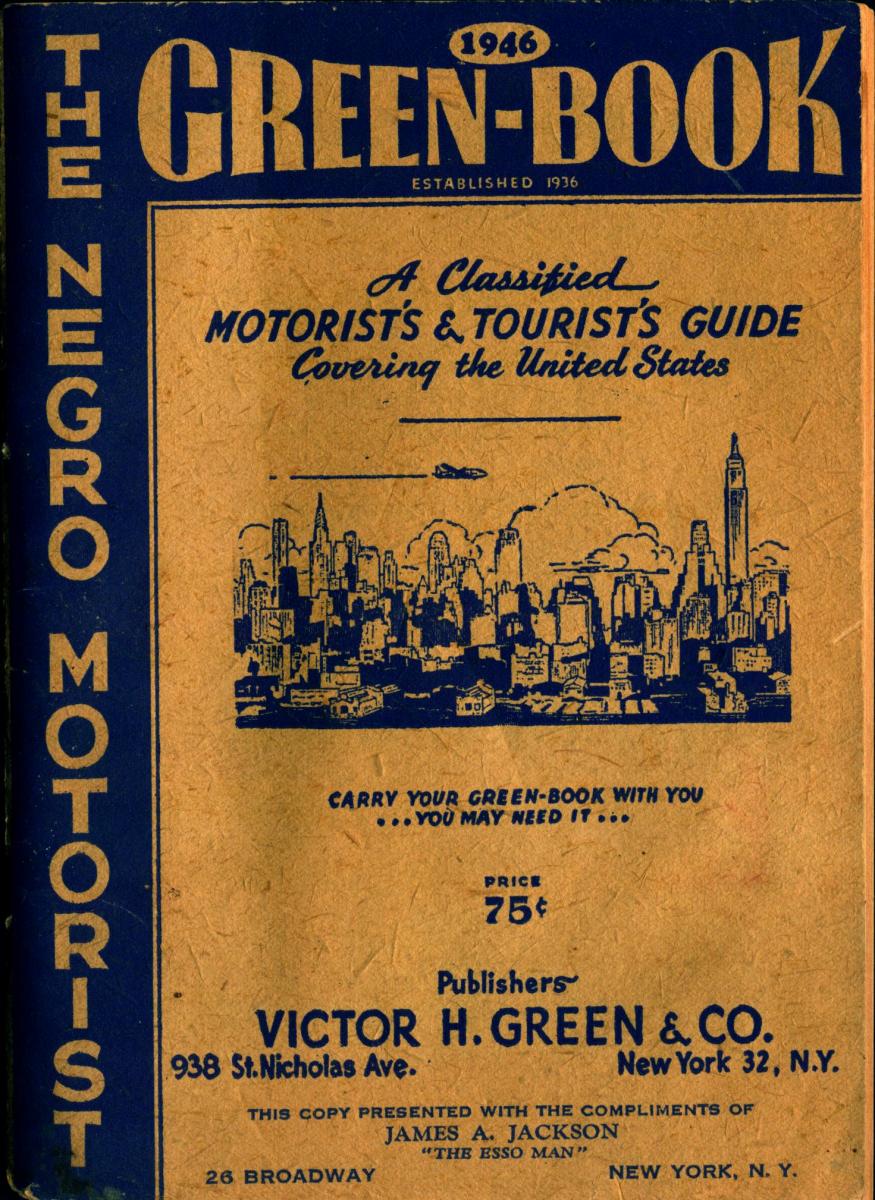 THE NEGRO MOTORIST
1946
GREEN-BOOK
ESTABLISHED 1936
A Classified
MOTORIST'S & TOURIST'S GUIDE
Covering the United States
CARRY YOUR GREEN-BOOK WITH YOU
...YOU MAY NEED IT...
PRICE
75¢
Publishers
VICTOR H. GREEN & CO.
938 St. Nicholas Ave. New York 32, N.Y.
THIS COPY PRESENTED WITH THE COMPLIMENTS OF
JAMES A. JACKSON
"THE ESSO MAN"
26 BROADWAY NEW YORK, N. Y.